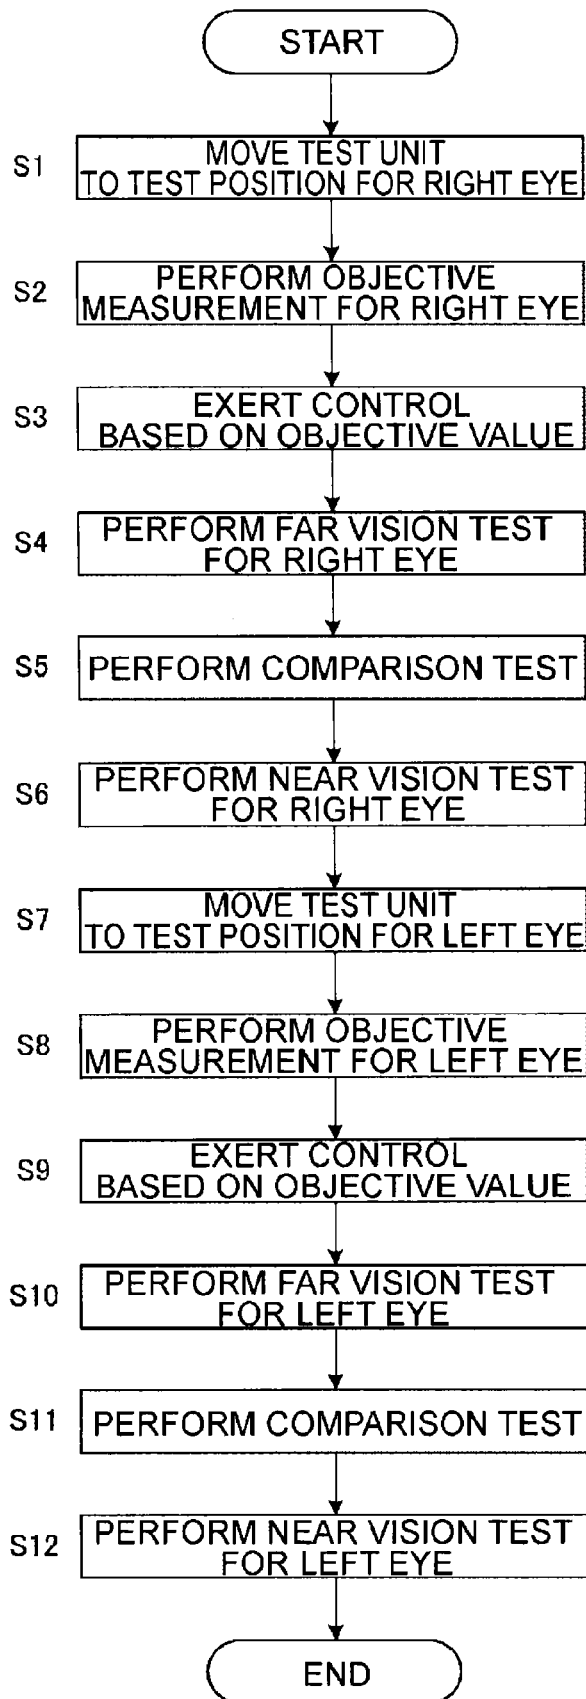 START
S1
MOVE TEST UNIT
TO TEST POSITION FOR RIGHT EYE
S2
PERFORM OBJECTIVE
MEASUREMENT FOR RIGHT EYE
S3
EXERT CONTROL
BASED ON OBJECTIVE VALUE
S4
PERFORM FAR VISION TEST
FOR RIGHT EYE
S5
PERFORM COMPARISON TEST
S6
PERFORM NEAR VISION TEST
FOR RIGHT EYE
S7
MOVE TEST UNIT
TO TEST POSITION FOR LEFT EYE
S8
PERFORM OBJECTIVE
MEASUREMENT FOR LEFT EYE
S9
EXERT CONTROL
BASED ON OBJECTIVE VALUE
S10
PERFORM FAR VISION TEST
FOR LEFT EYE
S11
PERFORM COMPARISON TEST
S12
PERFORM NEAR VISION TEST
FOR LEFT EYE
END